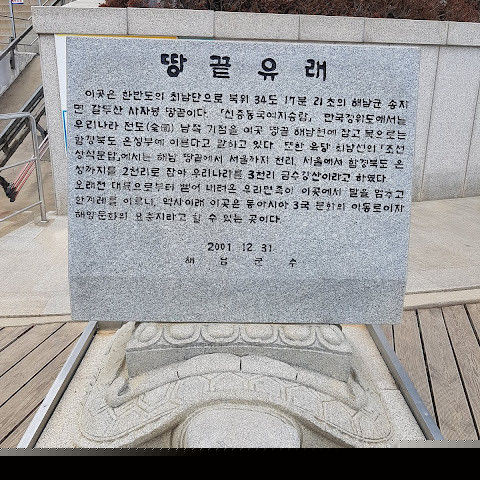 땅끝유래
이곳은 한반도의 최남단으로 북위 34도 17분 21초의 해남군 송지
면 갈두산 사자봉 땅끝이다. 『신증동국여지승람』 만국경위도에서는
우리나라 전도(全圖) 남쪽 기점을 이곳 땅끝 해남현에 잡고 북으로는
함경북도 온성부에 이른다고 말하고 있다. 또한 육당 최남선의 『조선
상식문답』에서는 해남 땅끝에서 서울까지 천리, 서울에서 함경북도 온
성까지를 2천리로 잡아 우리나라를 3천리 금수강산이라고 하였다.
오래전 대륙으로부터 뻗어 내려온 우리민족이 이곳에서 발을 멈추고
한겨레를 이루니, 역사이래 이곳은 동아시아 3국 문화의 이동로이자
해양문화의 요충지라고 할 수 있는 곳이다.
2001. 12. 31
해 남 군 수